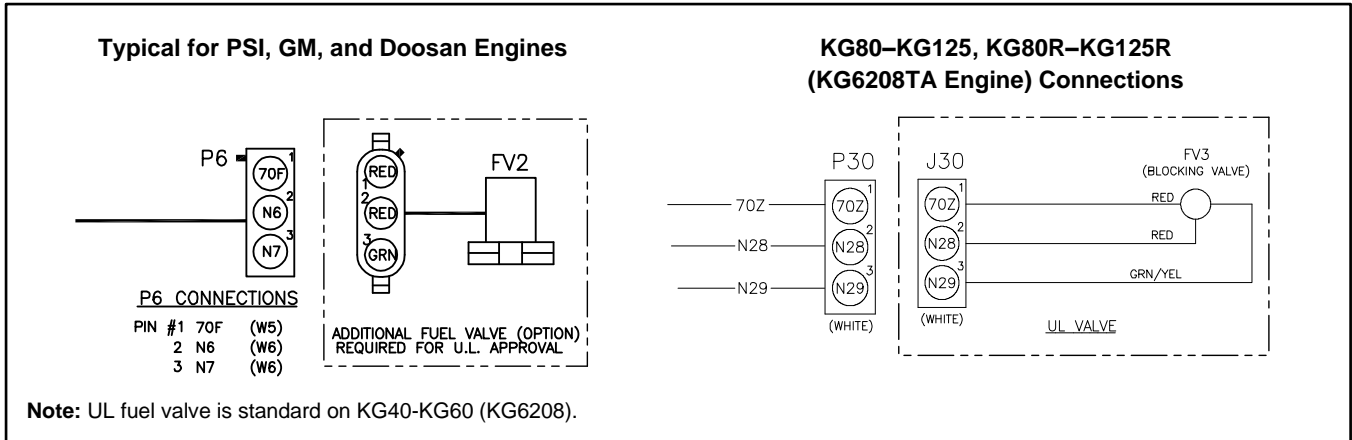 Typical for PSI, GM, and Doosan Engines
P6
70F
1
N6
2
N7
3
P6 CONNECTIONS
PIN #1 70F (W5)
2 N6 (W6)
3 N7 (W6)
RED
1
RED
2
GRN
3
FV2
ADDITIONAL FUEL VALVE (OPTION)
REQUIRED FOR U.L. APPROVAL
KG80–KG125, KG80R–KG125R
(KG6208TA Engine) Connections
P30
J30
70Z
70Z
1
70Z
1
N28
N28
2
N28
2
N29
N29
3
N29
3
(WHITE)
(WHITE)
FV3
(BLOCKING VALVE)
RED
RED
GRN/YEL
UL VALVE
Note: UL fuel valve is standard on KG40-KG60 (KG6208).